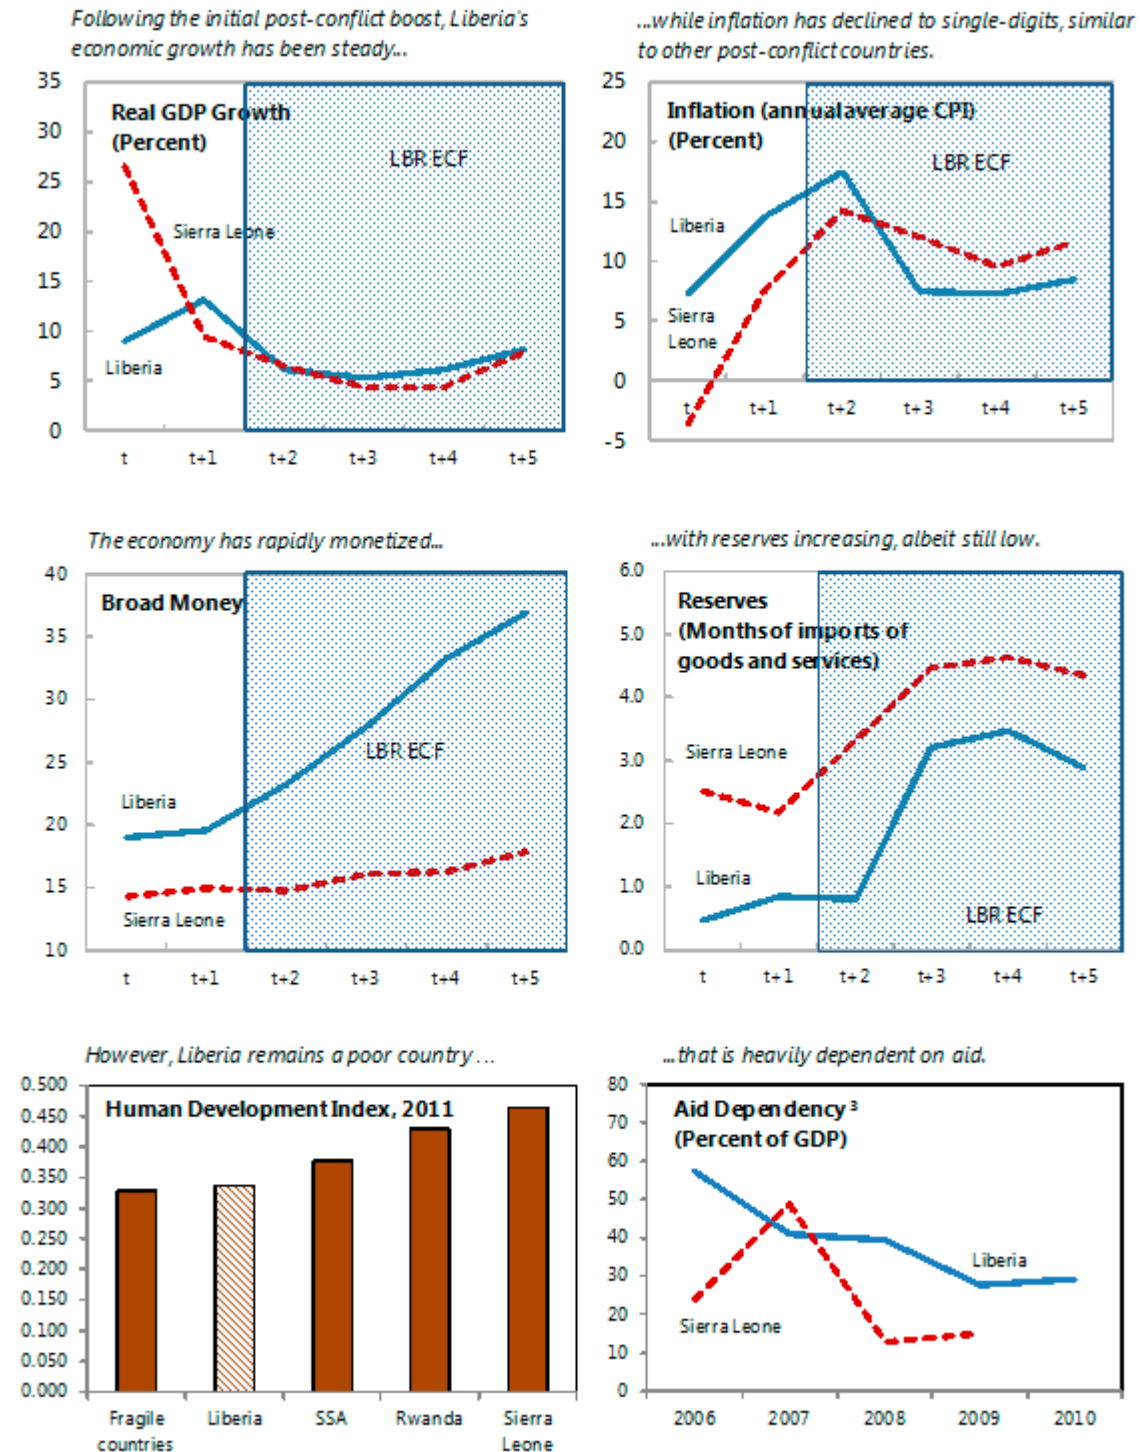 Following the initial post-conflict boost, Liberia's
economic growth has been steady...
35
30
25
20
15
10
5
0
Real GDP Growth
(Percent)
LBR ECF
Sierra Leone
Liberia
t t+1 t+2 t+3 t+4 t+5
...while inflation has declined to single-digits, similar
to other post-conflict countries.
25
20
15
10
5
0
-5
Inflation (annual average CPI)
(Percent)
LBR ECF
Liberia
Sierra
Leone
t t+1 t+2 t+3 t+4 t+5
The economy has rapidly monetized...
40
35
30
25
20
15
10
Broad Money
LBR ECF
Liberia
Sierra Leone
t t+1 t+2 t+3 t+4 t+5
...with reserves increasing, albeit still low.
6.0
5.0
4.0
3.0
2.0
1.0
0.0
Reserves
(Months of imports of
goods and services)
Sierra Leone
Liberia
LBR ECF
t t+1 t+2 t+3 t+4 t+5
However, Liberia remains a poor country ...
0.500
0.450
0.400
0.350
0.300
0.250
0.200
0.150
0.100
0.050
0.000
Human Development Index, 2011
Fragile Liberia SSA Rwanda Sierra
countries Leone
...that is heavily dependent on aid.
80
70
60
50
40
30
20
10
0
Aid Dependency ³
(Percent of GDP)
Liberia
Sierra Leone
2006 2007 2008 2009 2010